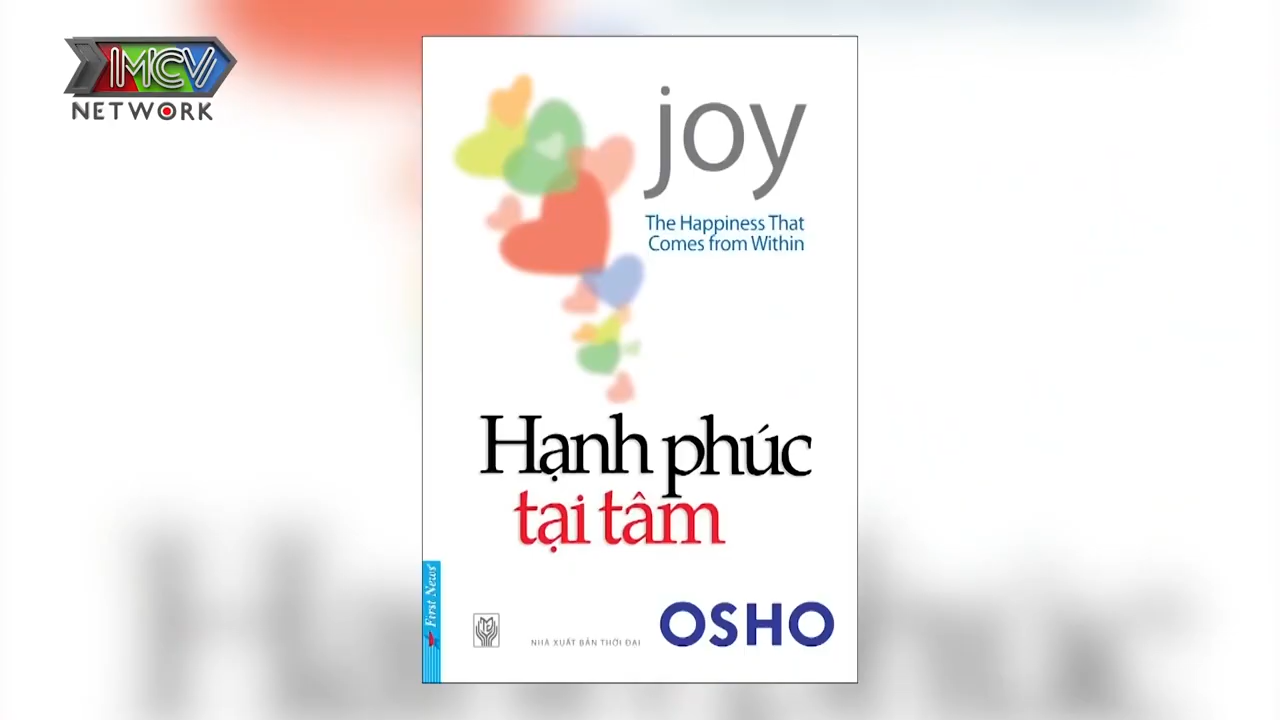 MCV
NETWORK
joy
The Happiness That
Comes from Within
Hạnh phúc
tại tâm
First News
NHÀ XUẤT BẢN THỜI ĐẠI
OSHO